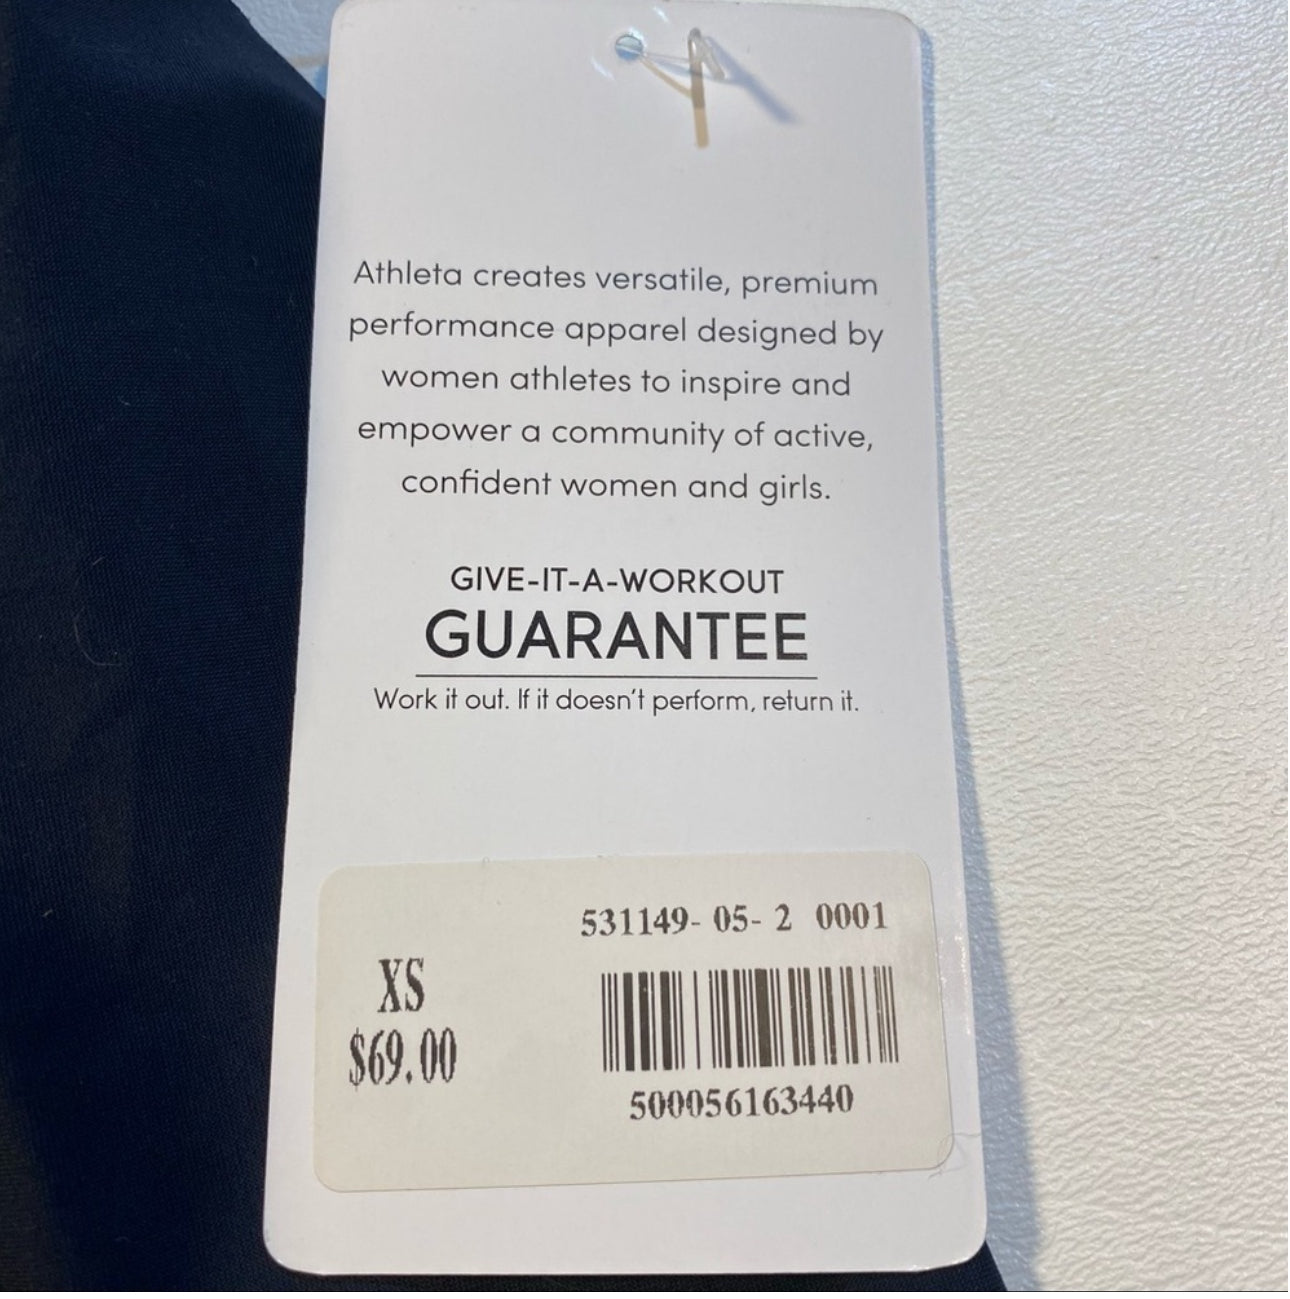 Athleta creates versatile, premium
performance apparel designed by
women athletes to inspire and
empower a community of active,
confident women and girls.
GIVE-IT-A-WORKOUT
GUARANTEE
Work it out. If it doesn't perform, return it.
531149- 05- 2 0001
XS
$69.00
500056163440